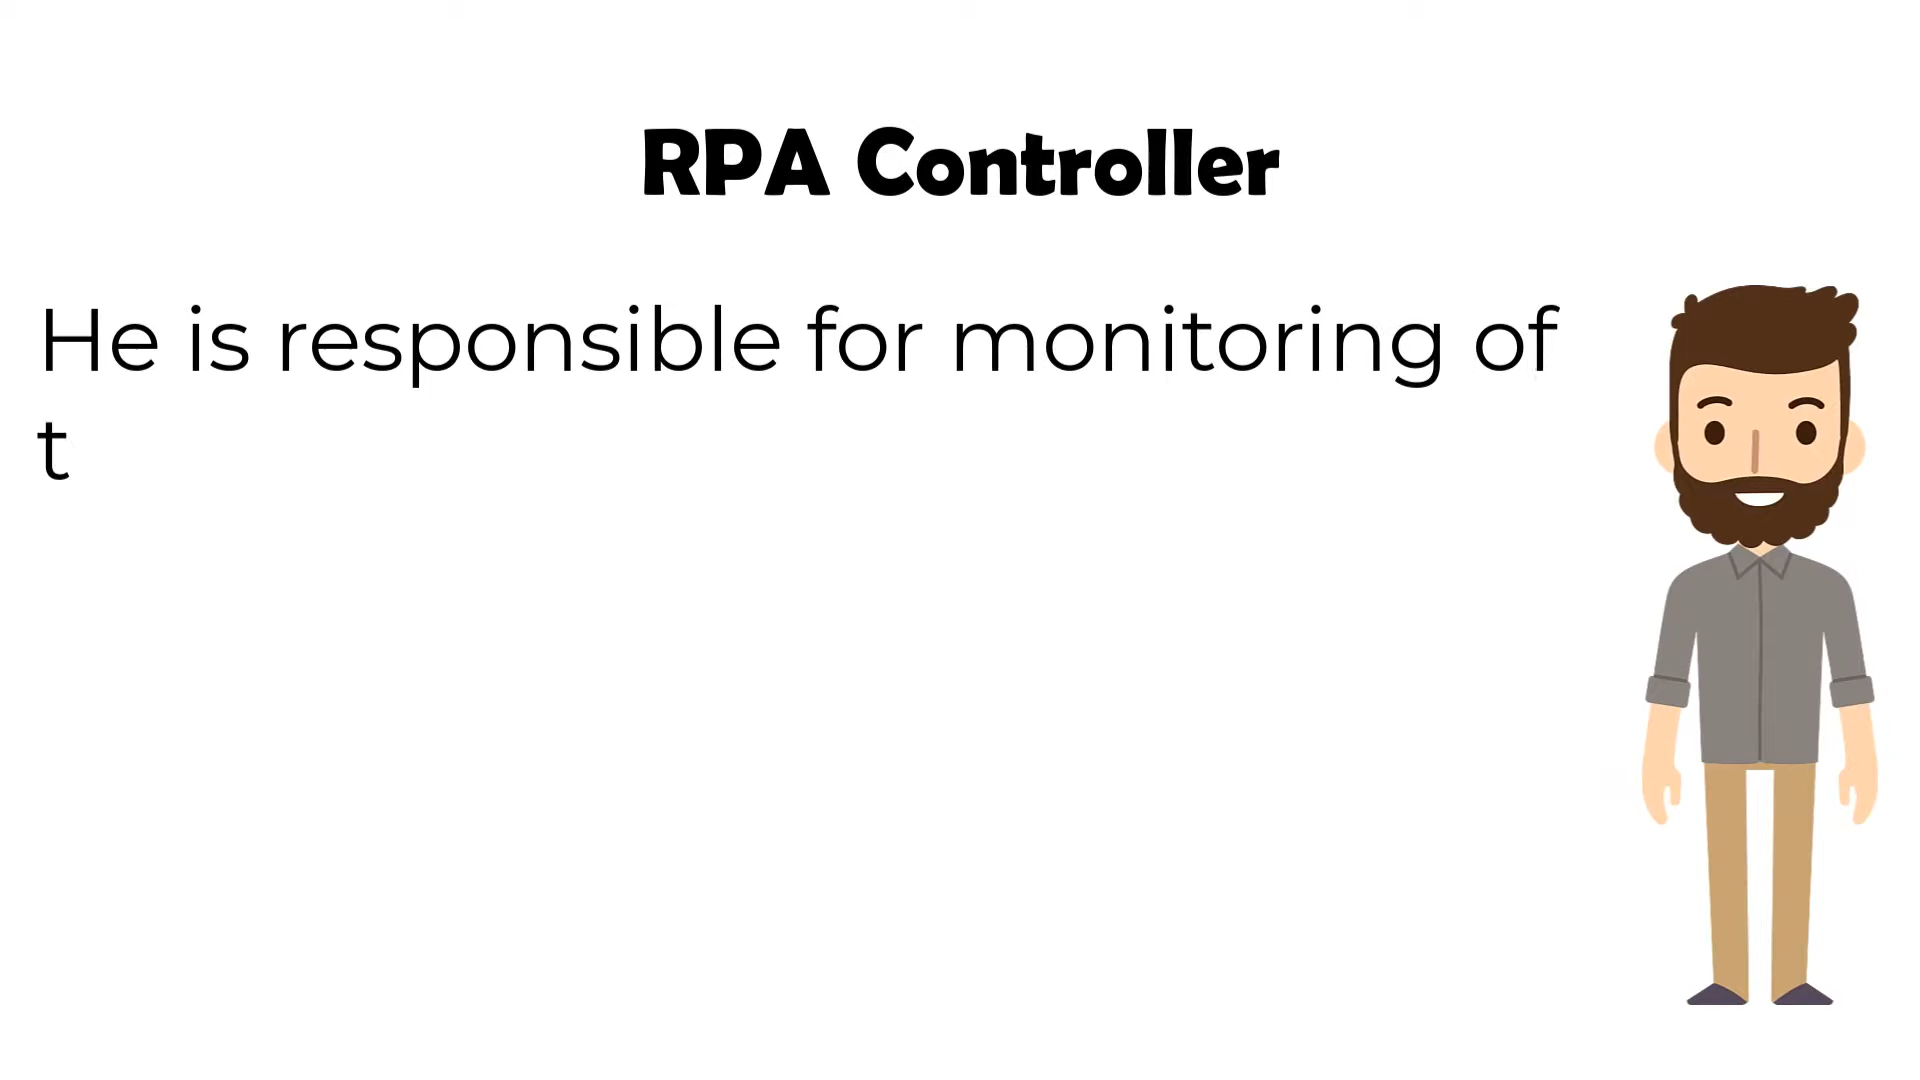 RPA Controller
He is responsible for monitoring of
t